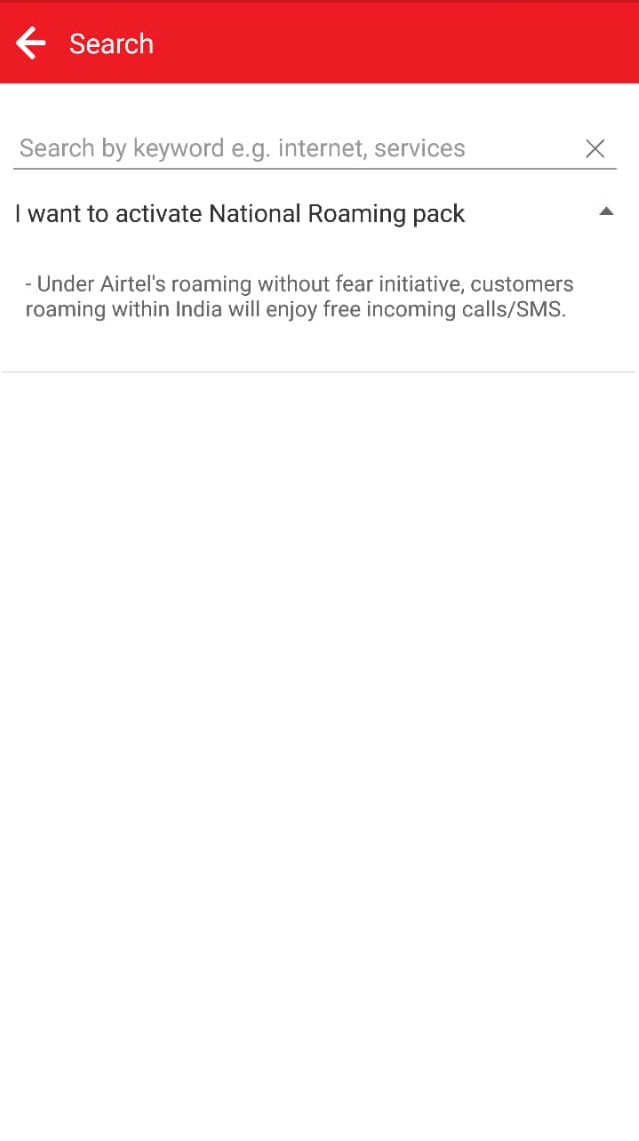 Search
Search by keyword e.g. internet, services
I want to activate National Roaming pack
- Under Airtel's roaming without fear initiative, customers
roaming within India will enjoy free incoming calls/SMS.